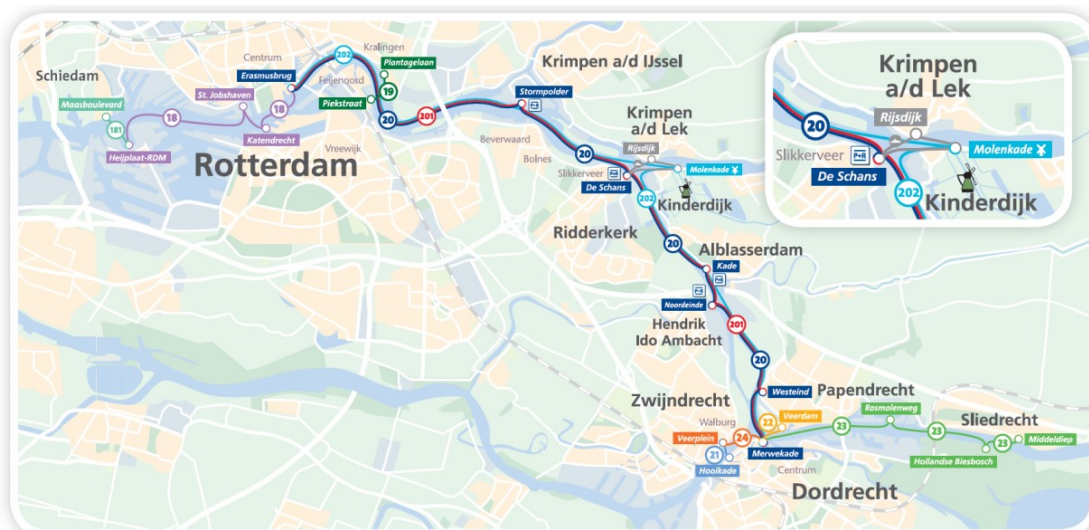 Schiedam
Maasboulevard
181
Heijplaat-RDM
18
St. Jobshaven
18
Katendrecht
Centrum
Erasmusbrug
Rotterdam
202
Feijenoord
Kralingen
Plantagelaan
19
Piekstraat
Vreewijk
20
201
Krimpen a/d IJssel
Stormpolder
P+R
Beverwaard
Bolnes
20
Krimpen
a/d Lek
Rijsdijk
Slikkerveer
P+R
De Schans
Molenkade
202
Kinderdijk
Ridderkerk
20
Alblasserdam
Kade
P+R
P+R
Noordeinde
Hendrik
Ido Ambacht
201
20
Westeind
Zwijndrecht
Papendrecht
Walburg
Veerplein
24
22
Veerdam
21
Hooikade
Merwekade
Centrum
Dordrecht
23
Rosmolenweg
23
Sliedrecht
23
Middeldiep
Hollandse Biesbosch
Krimpen
a/d Lek
20
Rijsdijk
Slikkerveer
P+R
De Schans
Molenkade
202
Kinderdijk